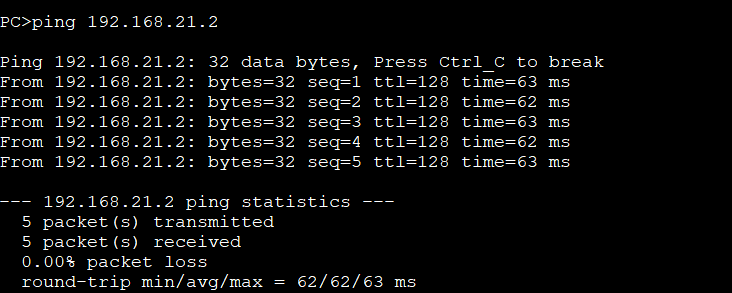 PC>ping 192.168.21.2
Ping 192.168.21.2: 32 data bytes, Press Ctrl_C to break
From 192.168.21.2: bytes=32 seq=1 ttl=128 time=63 ms
From 192.168.21.2: bytes=32 seq=2 ttl=128 time=62 ms
From 192.168.21.2: bytes=32 seq=3 ttl=128 time=63 ms
From 192.168.21.2: bytes=32 seq=4 ttl=128 time=62 ms
From 192.168.21.2: bytes=32 seq=5 ttl=128 time=63 ms
--- 192.168.21.2 ping statistics ---
5 packet(s) transmitted
5 packet(s) received
0.00% packet loss
round-trip min/avg/max = 62/62/63 ms